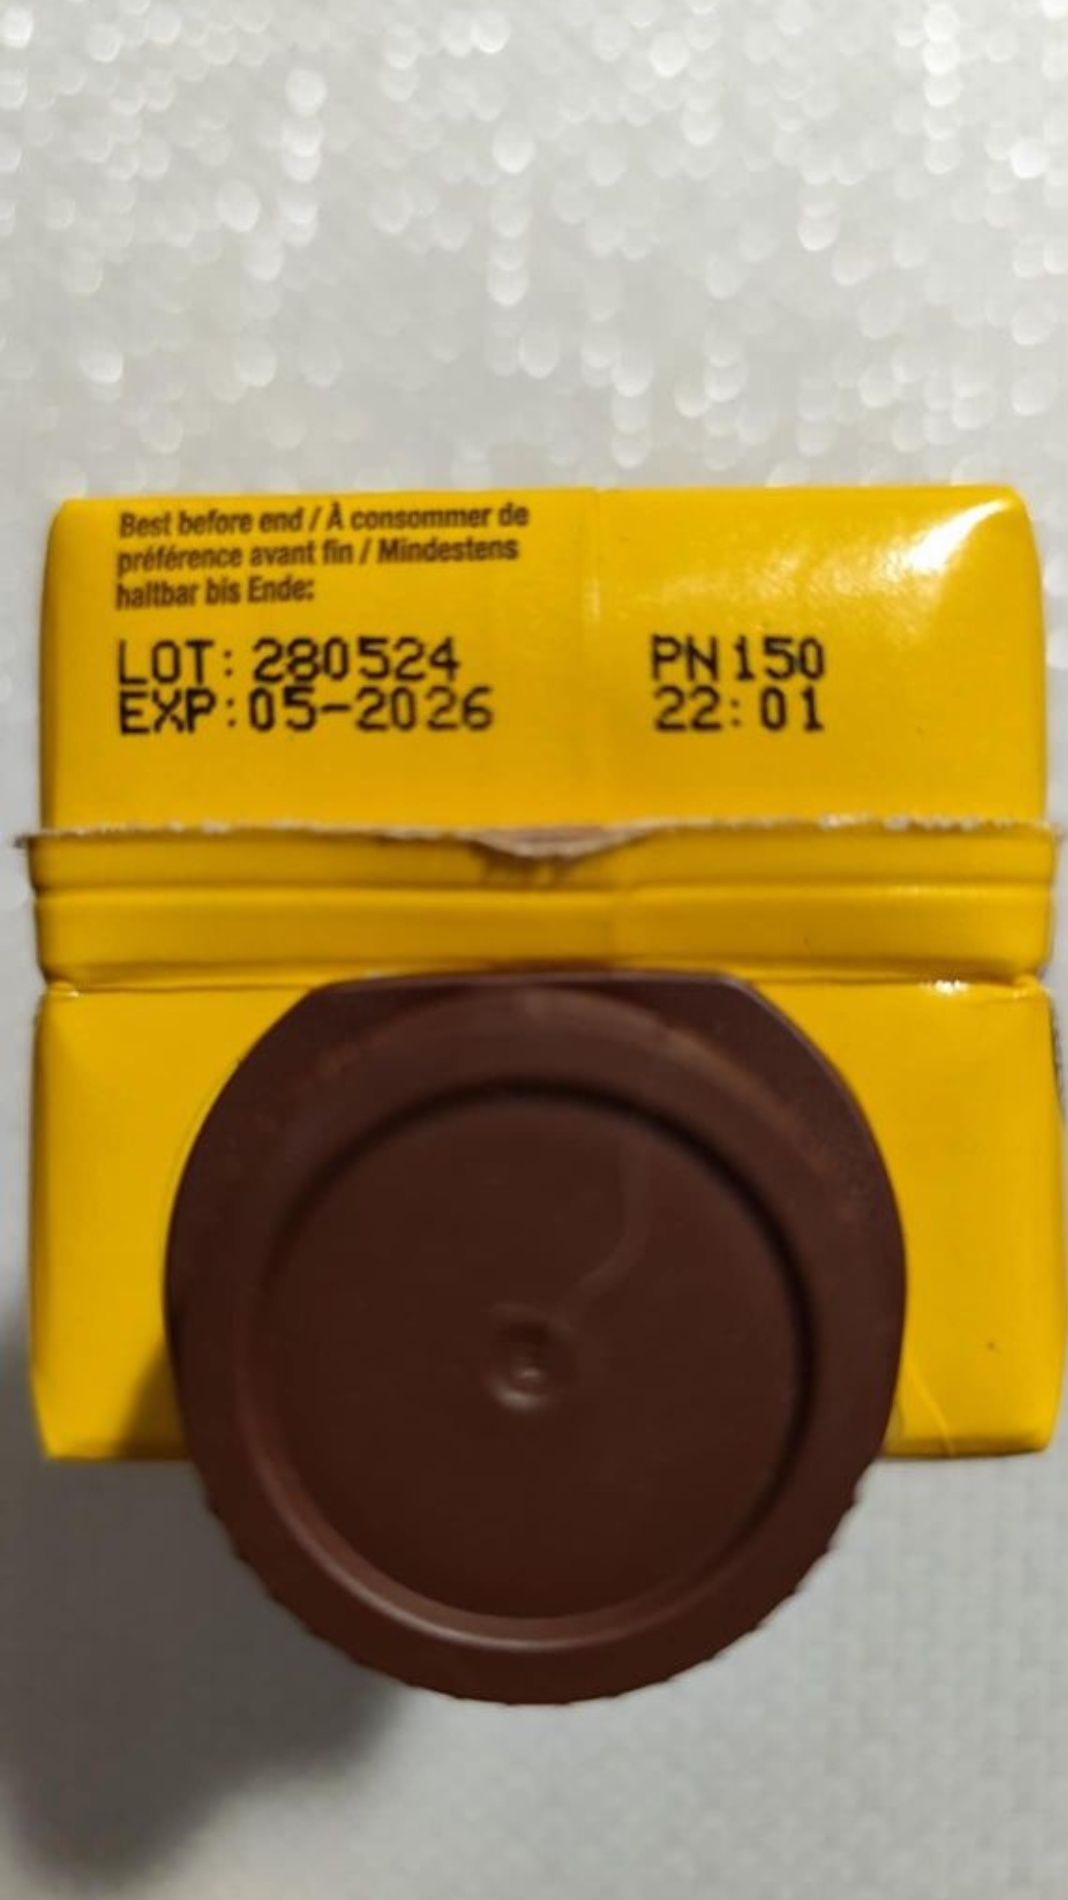 Best before end / À consommer de
préférence avant fin / Mindestens
haltbar bis Ende:
LOT: 280524 PN150
EXP:05-2026 22:01